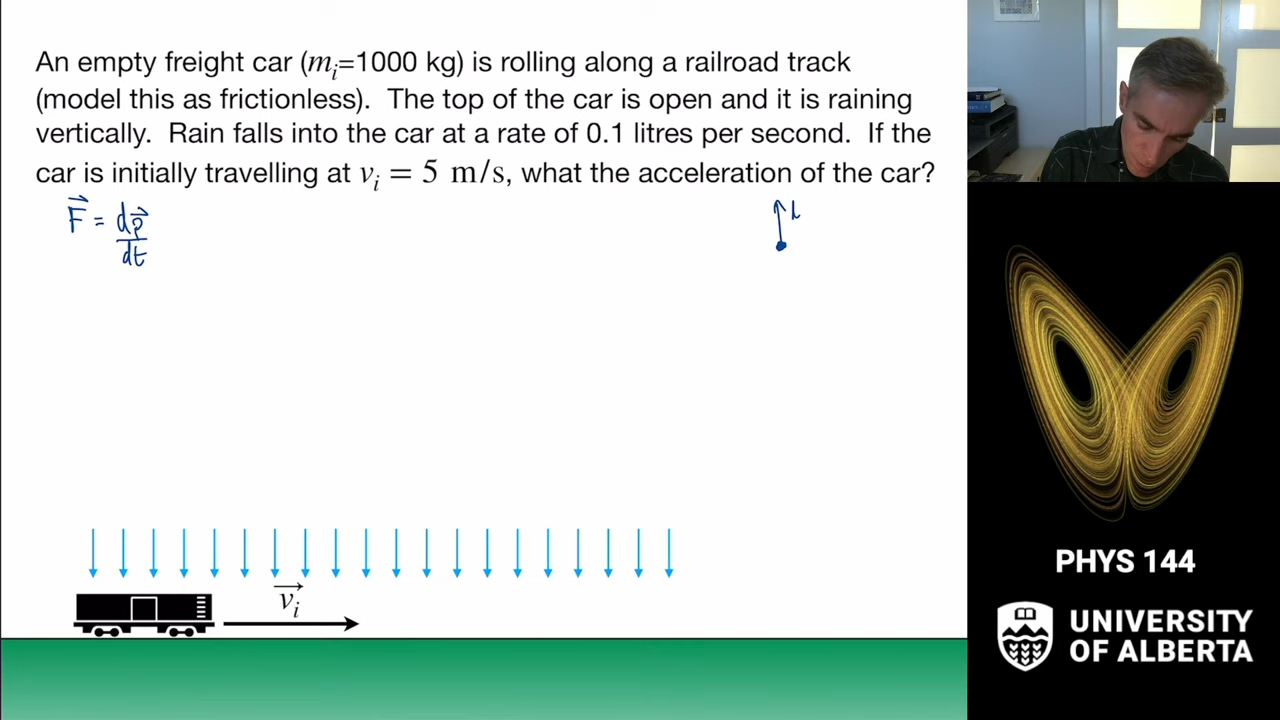 An empty freight car (mᵢ=1000 kg) is rolling along a railroad track
(model this as frictionless). The top of the car is open and it is raining
vertically. Rain falls into the car at a rate of 0.1 litres per second. If the
car is initially travelling at vᵢ = 5 m/s, what the acceleration of the car?
F⃗ = dp⃗/dt
v⃗ᵢ
PHYS 144
UNIVERSITY
OF ALBERTA